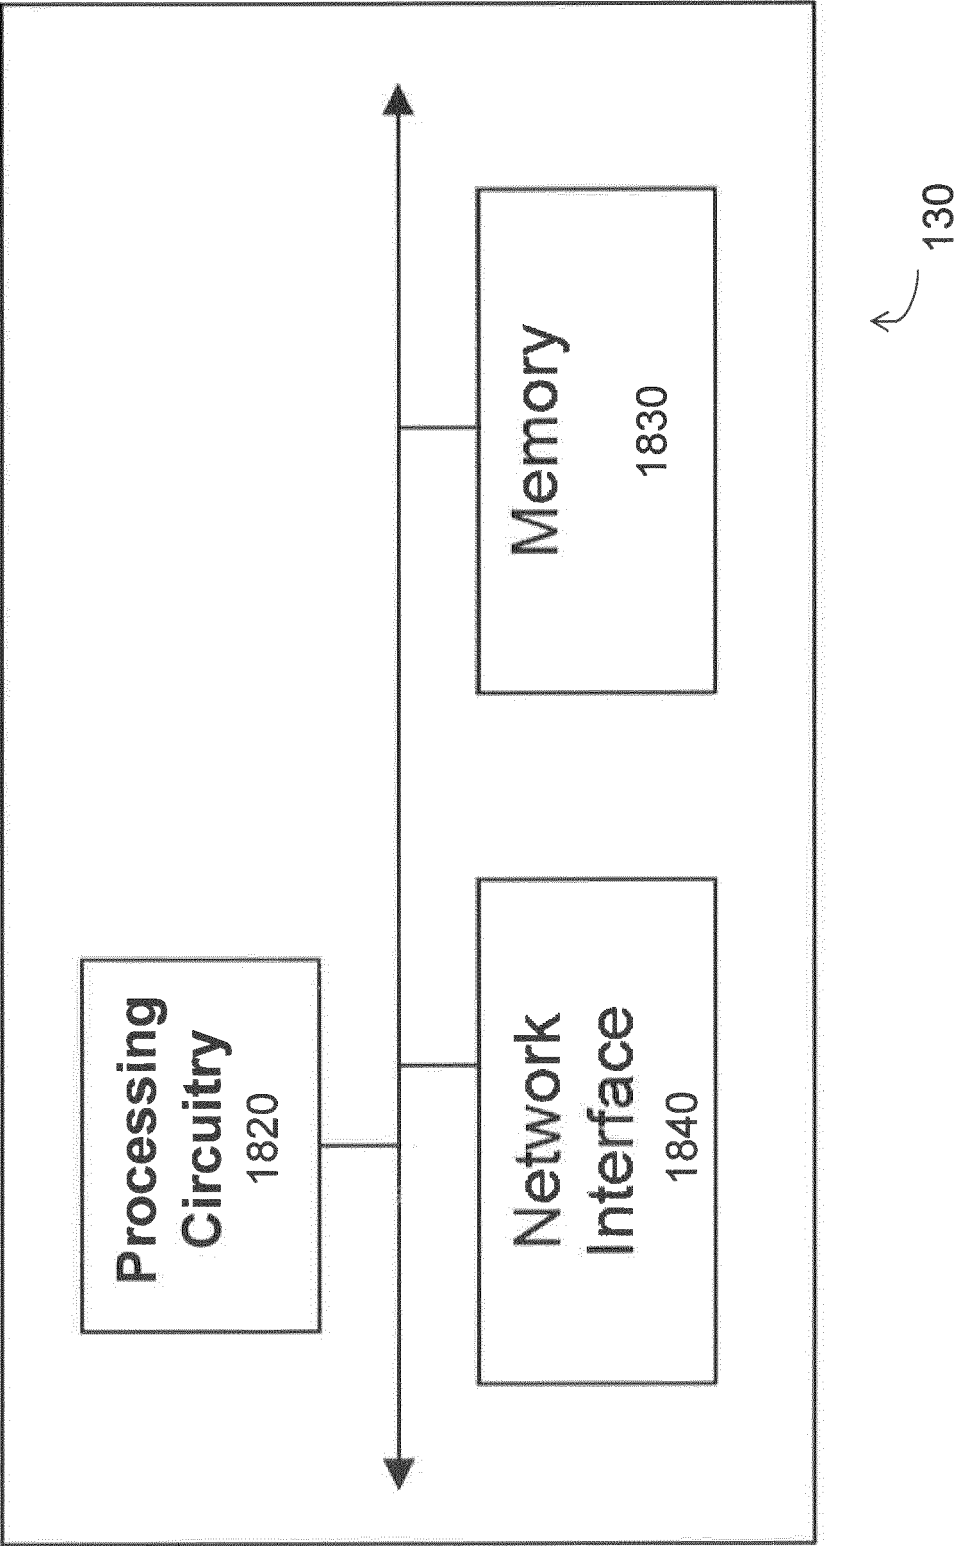 Processing
Circuitry
1820
Network
Interface
1840
Memory
1830
130